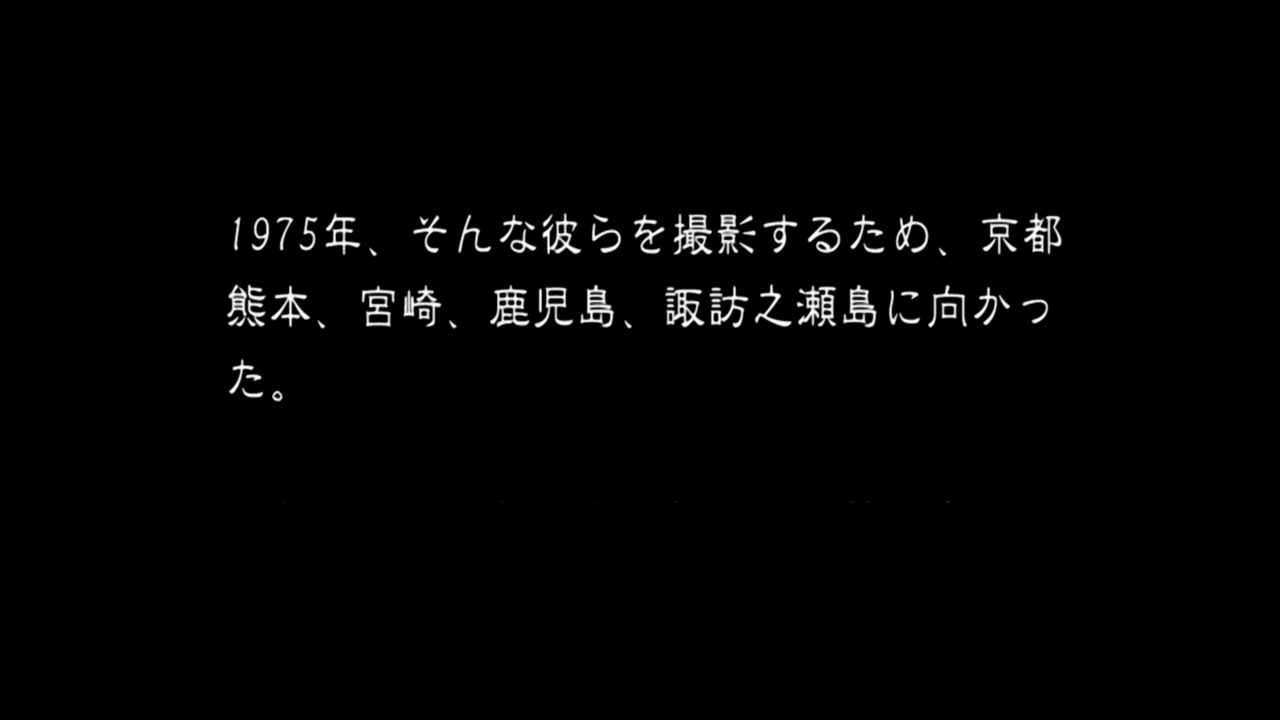 1975年、そんな彼らを撮影するため、京都
熊本、宮崎、鹿児島、諏訪之瀬島に向かっ
た。